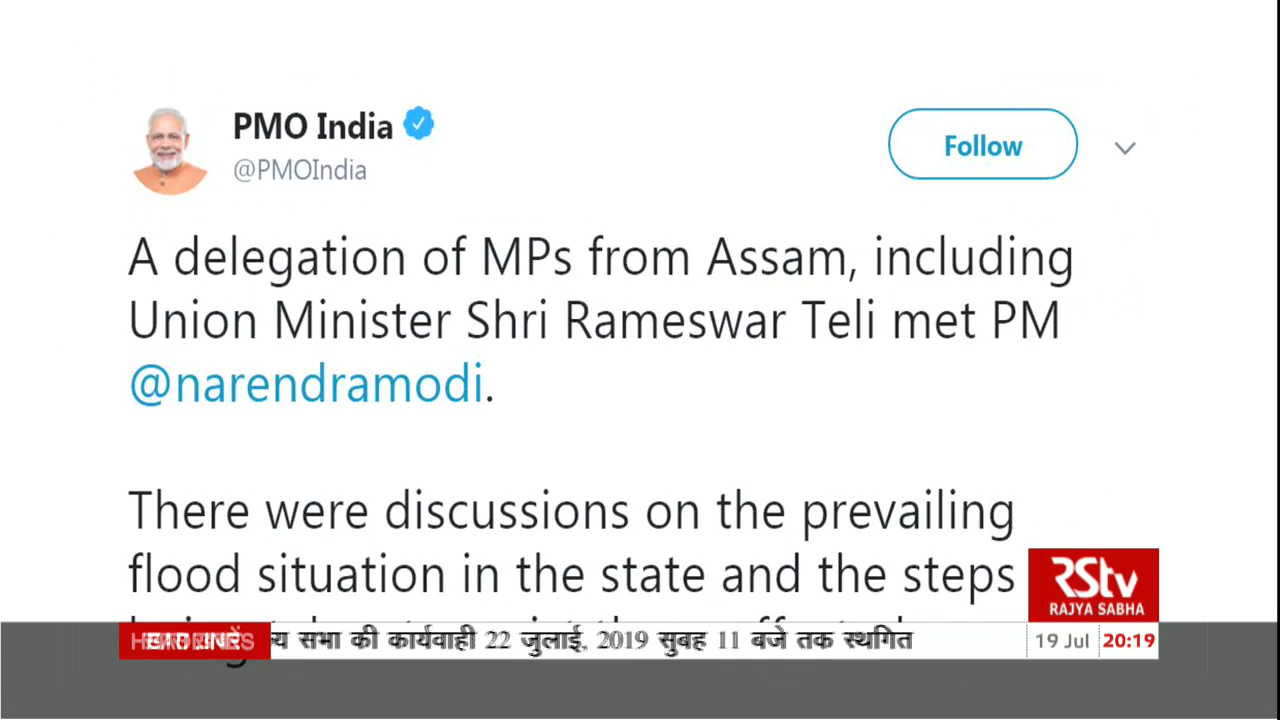 PMO India
@PMOIndia
Follow
A delegation of MPs from Assam, including
Union Minister Shri Rameswar Teli met PM
@narendramodi.
There were discussions on the prevailing
flood situation in the state and the steps
RSTV
RAJYA SABHA
सभा की कार्यवाही 22 जुलाई, 2019 सुबह 11 बजे तक स्थगित
19 Jul 20:19